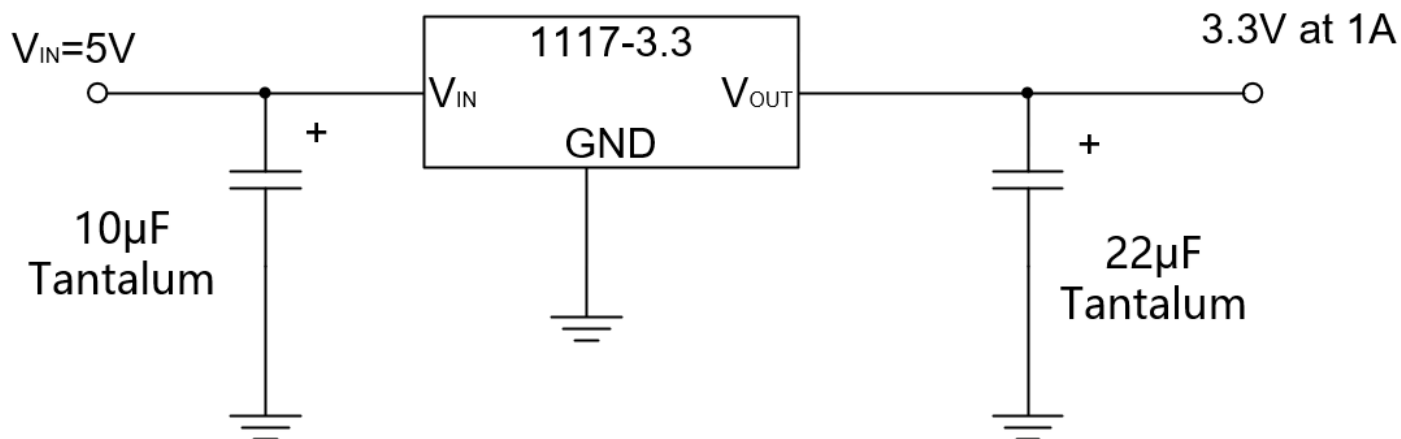 VIN=5V
1117-3.3
3.3V at 1A
VIN
VOUT
GND
+
+
10µF
Tantalum
22µF
Tantalum